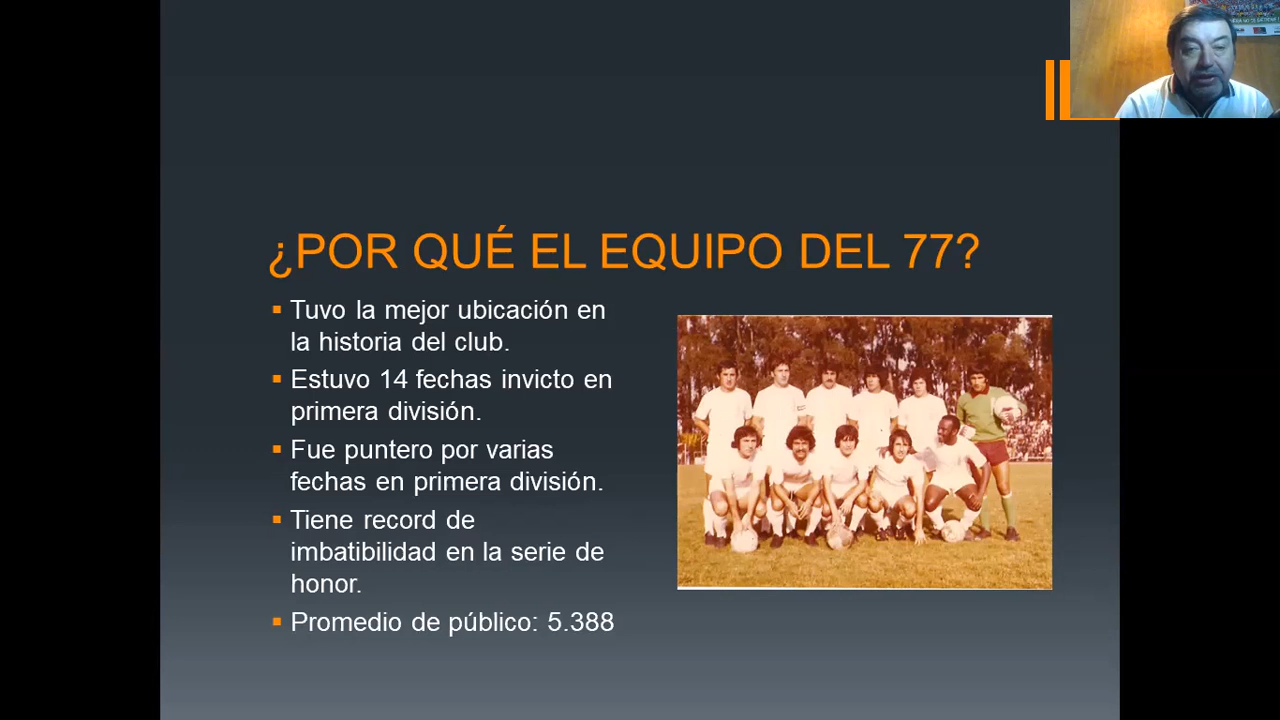 ¿POR QUÉ EL EQUIPO DEL 77?
▪ Tuvo la mejor ubicación en
la historia del club.
▪ Estuvo 14 fechas invicto en
primera división.
▪ Fue puntero por varias
fechas en primera división.
▪ Tiene record de
imbatibilidad en la serie de
honor.
▪ Promedio de público: 5.388